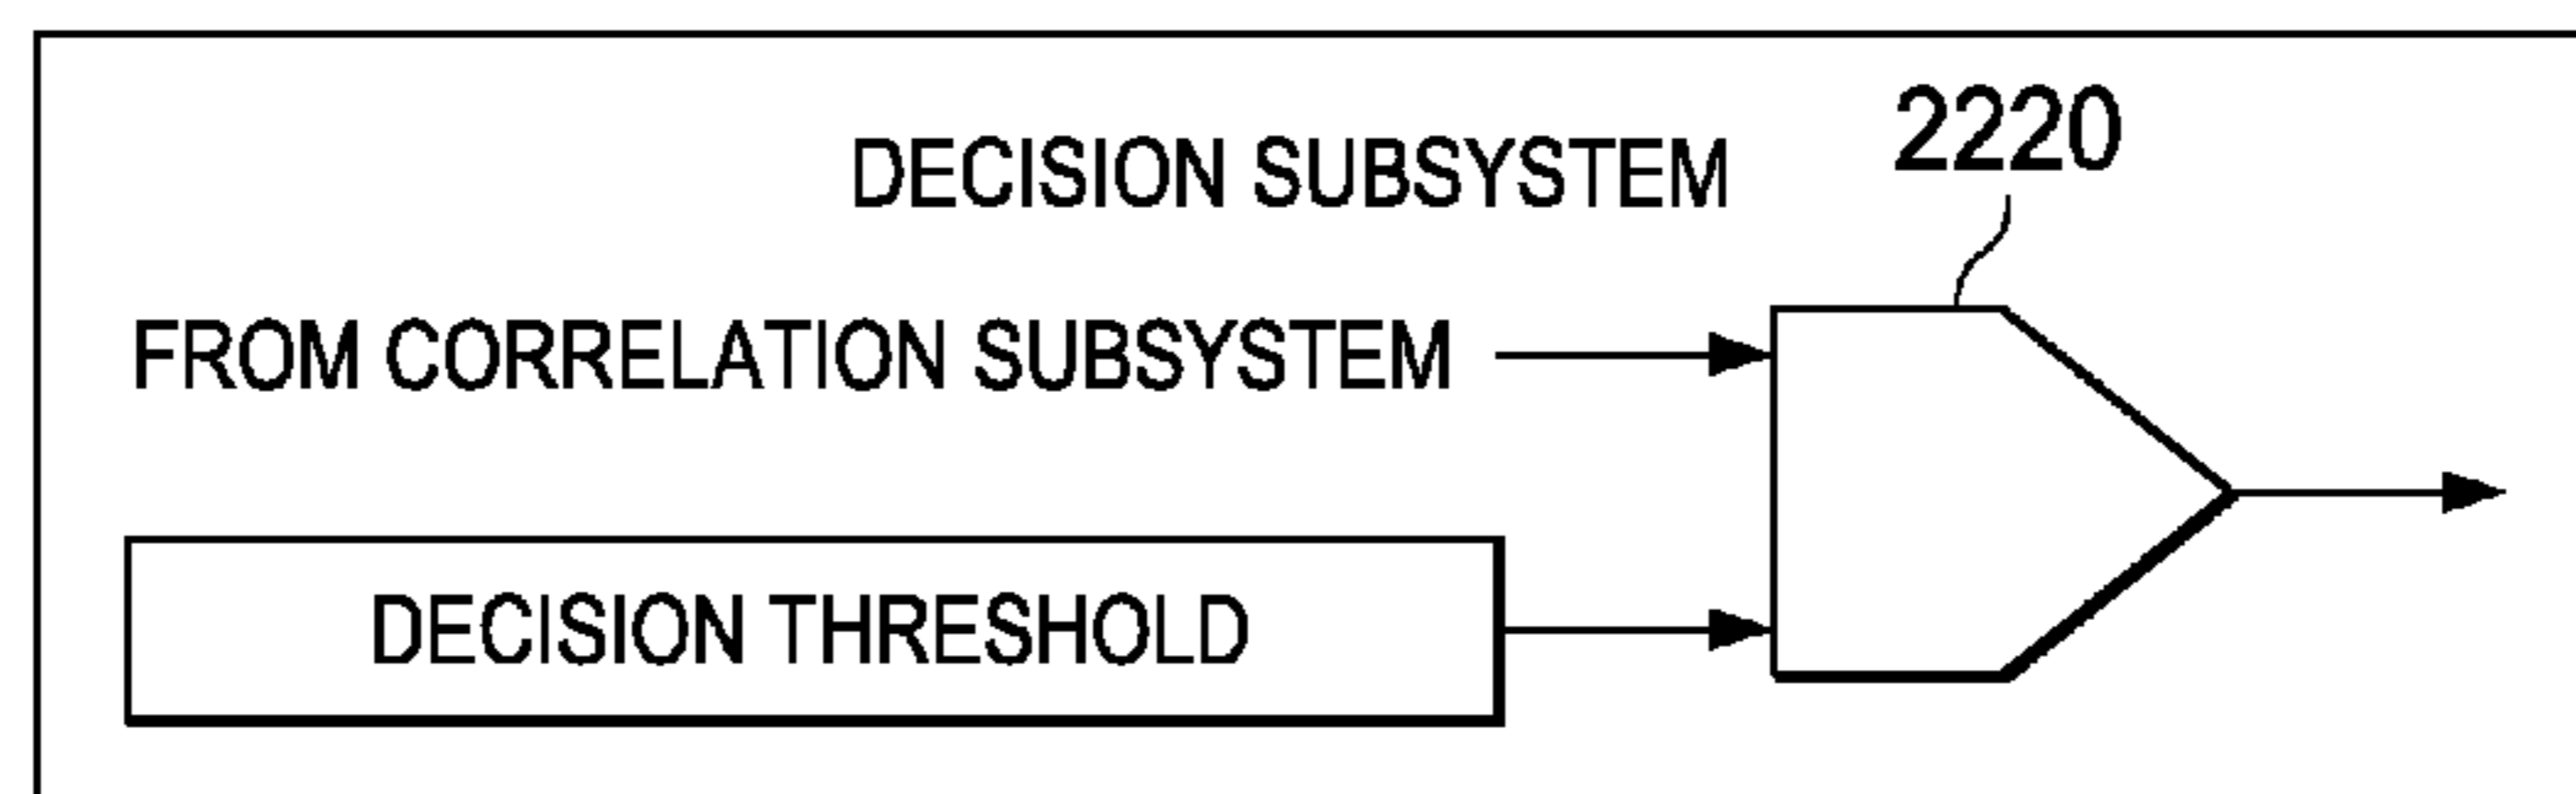 DECISION SUBSYSTEM
2220
FROM CORRELATION SUBSYSTEM
DECISION THRESHOLD